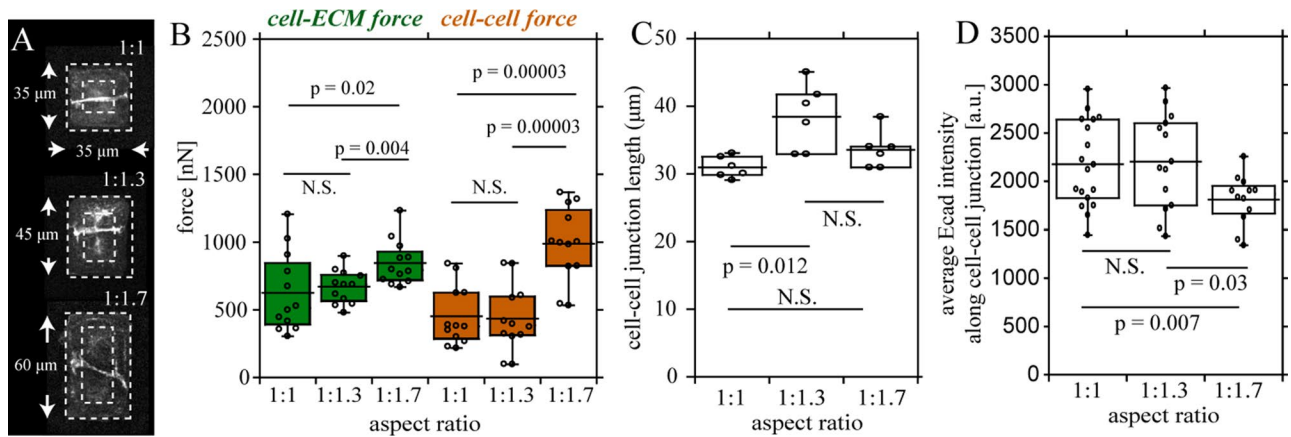 A
1:1
35 µm
35 µm
1:1.3
45 µm
1:1.7
60 µm
B
cell-ECM force
cell-cell force
2500
2000
1500
1000
500
0
force [nN]
p = 0.02
p = 0.004
N.S.
p = 0.00003
p = 0.00003
N.S.
1:1 1:1.3 1:1.7 1:1 1:1.3 1:1.7
aspect ratio
C
50
40
30
20
10
0
cell-cell junction length (µm)
N.S.
p = 0.012
N.S.
1:1 1:1.3 1:1.7
aspect ratio
D
3500
3000
2500
2000
1500
1000
500
0
average Ecad intensity
along cell-cell junction [a.u.]
N.S.
p = 0.03
p = 0.007
1:1 1:1.3 1:1.7
aspect ratio